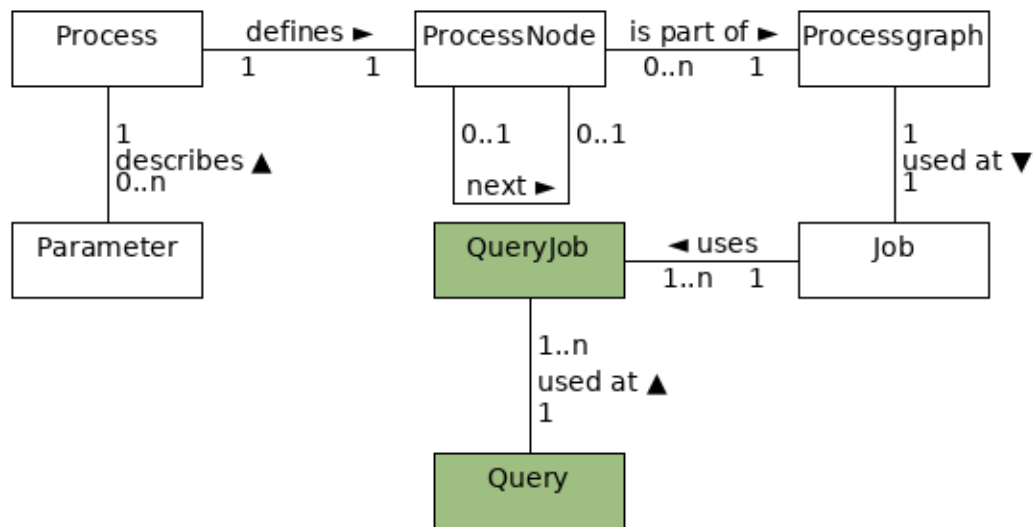 Process
defines ►
ProcessNode
is part of ►
Processgraph
1
1
0..n
1
1
describes ▲
0..n
0..1
0..1
next ►
1
used at ▼
1
Parameter
QueryJob
◄ uses
Job
1..n
1
1..n
used at ▲
1
Query